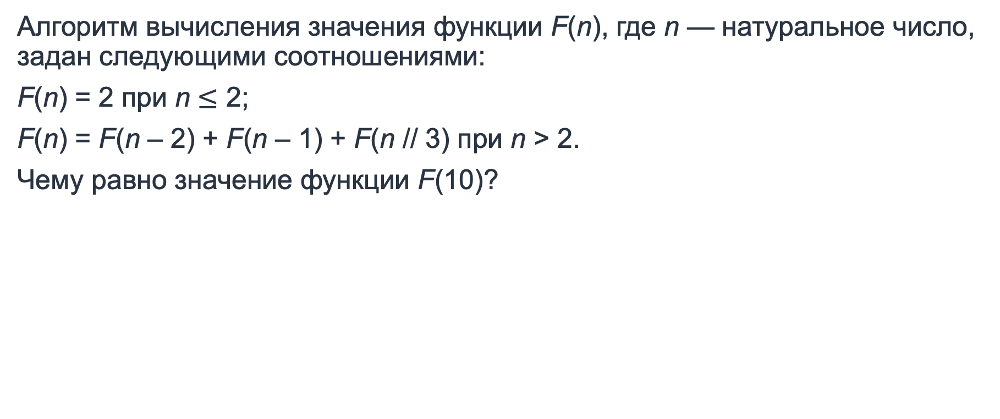 Алгоритм вычисления значения функции F(n), где n — натуральное число,
задан следующими соотношениями:
F(n) = 2 при n ≤ 2;
F(n) = F(n – 2) + F(n – 1) + F(n // 3) при n > 2.
Чему равно значение функции F(10)?